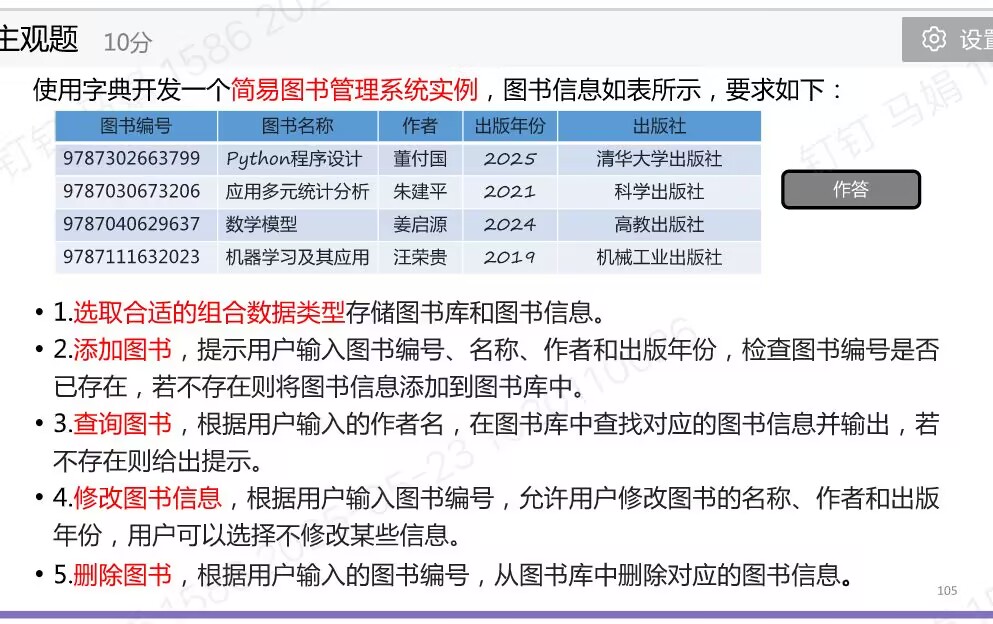 主观题 10分
设置
使用字典开发一个简易图书管理系统实例，图书信息如表所示，要求如下：
图书编号 图书名称 作者 出版年份 出版社
9787302663799 Python程序设计 董付国 2025 清华大学出版社
9787030673206 应用多元统计分析 朱建平 2021 科学出版社
9787040629637 数学模型 姜启源 2024 高教出版社
9787111632023 机器学习及其应用 汪荣贵 2019 机械工业出版社
作答
• 1.选取合适的组合数据类型存储图书库和图书信息。
• 2.添加图书，提示用户输入图书编号、名称、作者和出版年份，检查图书编号是否
已存在，若不存在则将图书信息添加到图书库中。
• 3.查询图书，根据用户输入的作者名，在图书库中查找对应的图书信息并输出，若
不存在则给出提示。
• 4.修改图书信息，根据用户输入图书编号，允许用户修改图书的名称、作者和出版
年份，用户可以选择不修改某些信息。
• 5.删除图书，根据用户输入的图书编号，从图书库中删除对应的图书信息。
105
钉钉 马娟